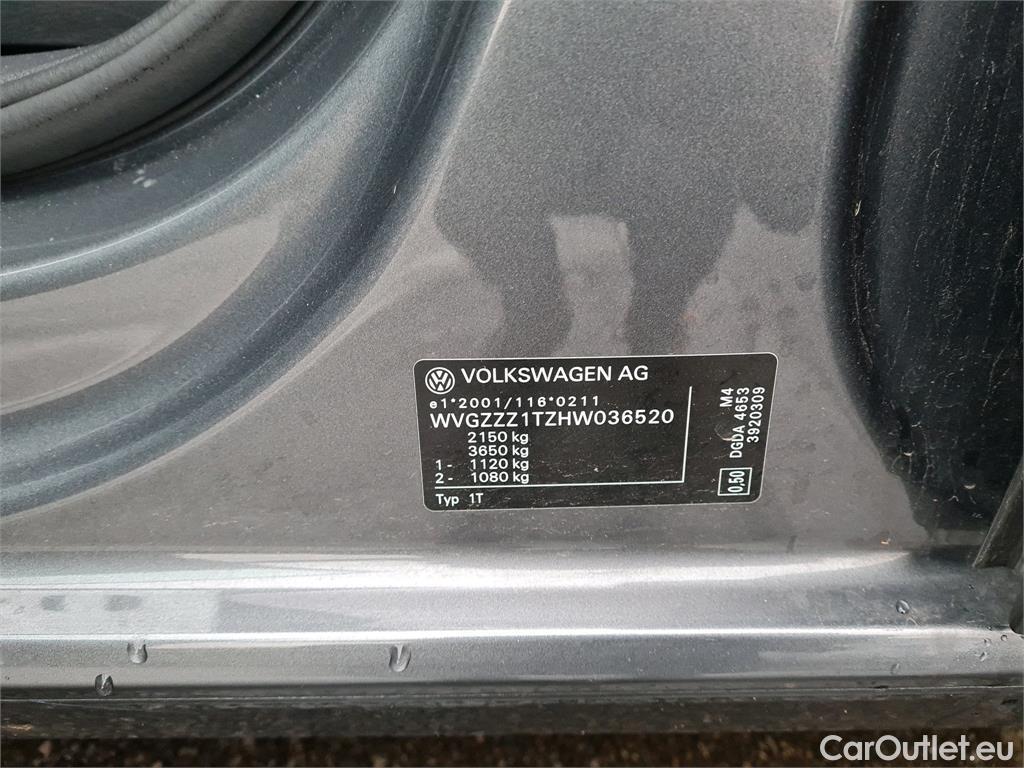 VOLKSWAGEN AG
e1*2001/116*0211
WVGZZZ1TZHW036520
2150 kg
3650 kg
1 - 1120 kg
2 - 1080 kg
Typ 1T
0,50
DGDA 4653 M4
3920309
CarOutlet.eu